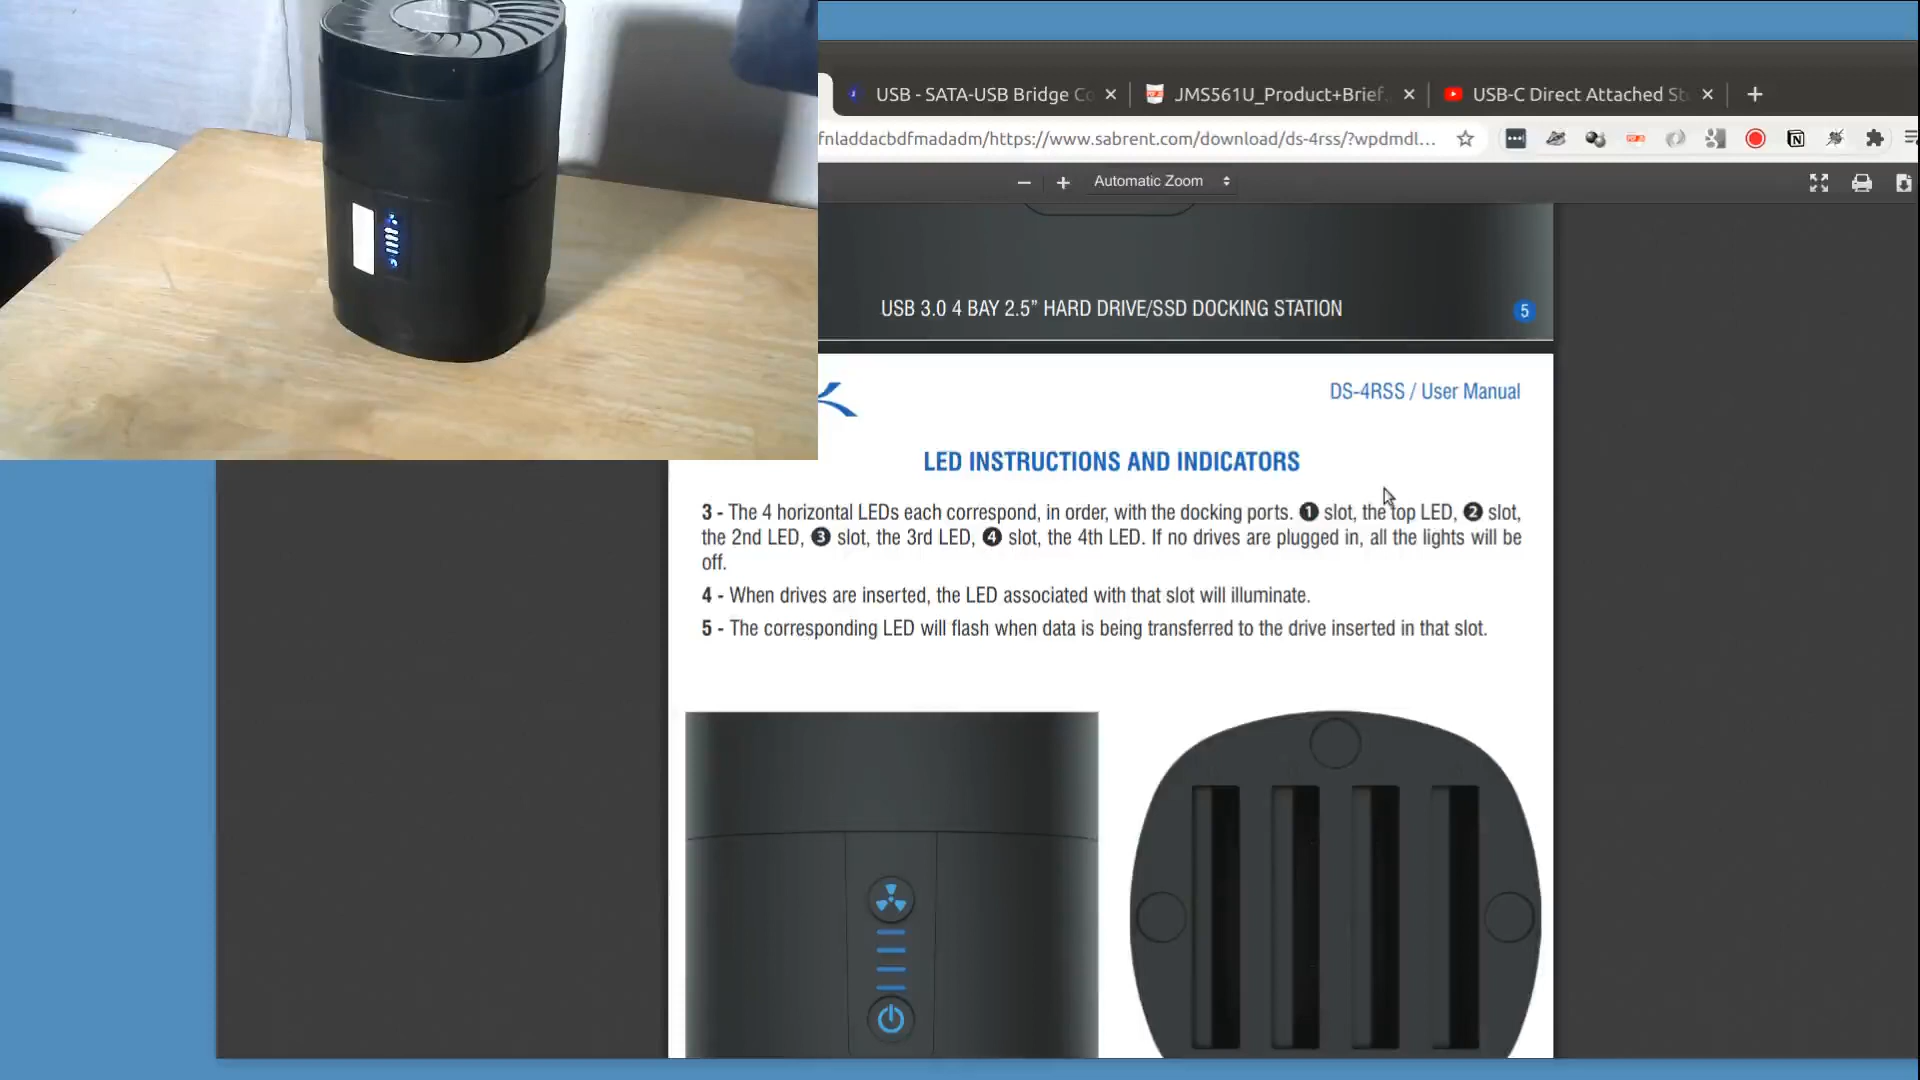 USB - SATA-USB Bridge Co
JMS561U_Product+Brief.
USB-C Direct Attached St
fnladdacbdfmadadm/https://www.sabrent.com/download/ds-4rss/?wpdmdl...
Automatic Zoom
USB 3.0 4 BAY 2.5” HARD DRIVE/SSD DOCKING STATION
5
DS-4RSS / User Manual
LED INSTRUCTIONS AND INDICATORS
3 - The 4 horizontal LEDs each correspond, in order, with the docking ports. ❶ slot, the top LED, ❷ slot,
the 2nd LED, ❸ slot, the 3rd LED, ❹ slot, the 4th LED. If no drives are plugged in, all the lights will be
off.
4 - When drives are inserted, the LED associated with that slot will illuminate.
5 - The corresponding LED will flash when data is being transferred to the drive inserted in that slot.